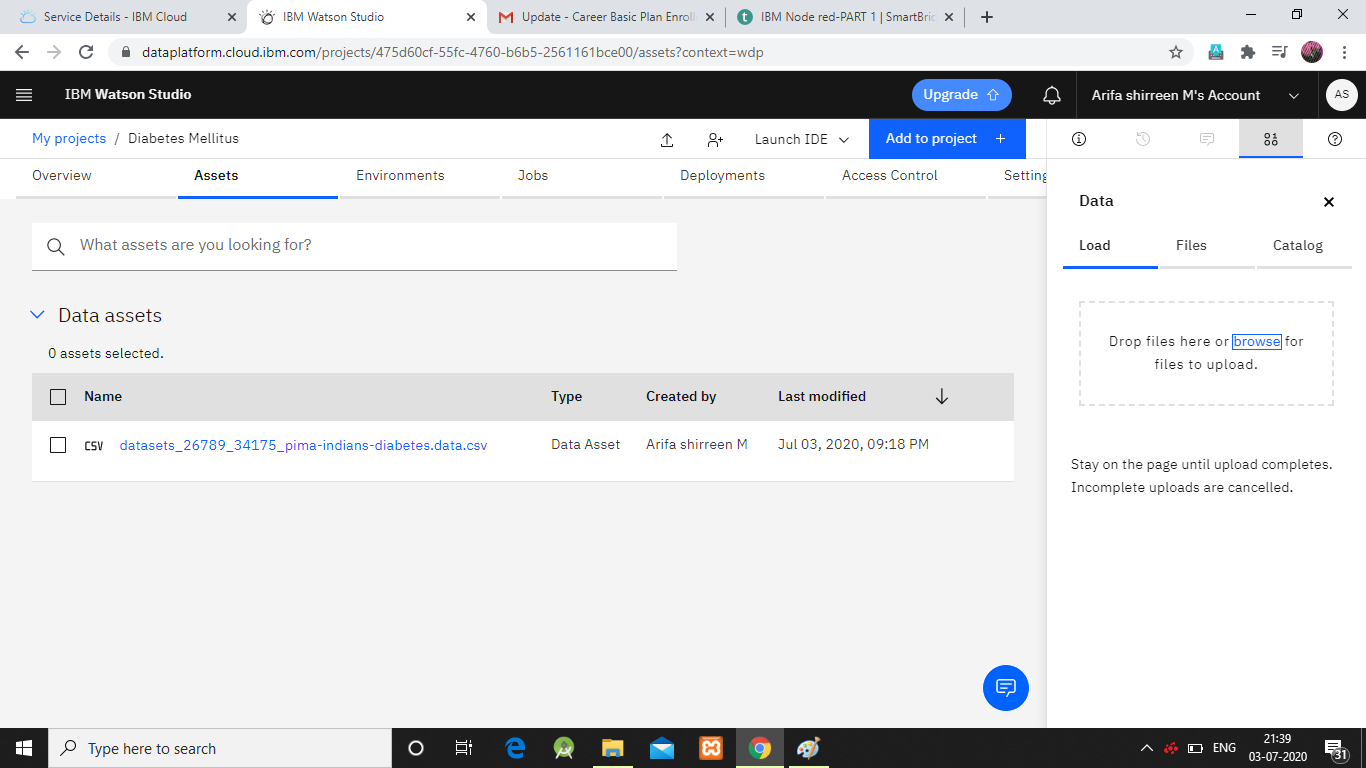 Service Details - IBM Cloud
IBM Watson Studio
Update - Career Basic Plan Enroll
IBM Node red-PART 1 | SmartBric
dataplatform.cloud.ibm.com/projects/475d60cf-55fc-4760-b6b5-2561161bce00/assets?context=wdp
IBM Watson Studio
Upgrade
Arifa shirreen M's Account
AS
My projects / Diabetes Mellitus
Launch IDE
Add to project +
Overview
Assets
Environments
Jobs
Deployments
Access Control
Setting
What assets are you looking for?
Data assets
0 assets selected.
Name
Type
Created by
Last modified
CSV
datasets_26789_34175_pima-indians-diabetes.data.csv
Data Asset
Arifa shirreen M
Jul 03, 2020, 09:18 PM
Data
Load
Files
Catalog
Drop files here or browse for
files to upload.
Stay on the page until upload completes.
Incomplete uploads are cancelled.
Type here to search
ENG
21:39
03-07-2020
31